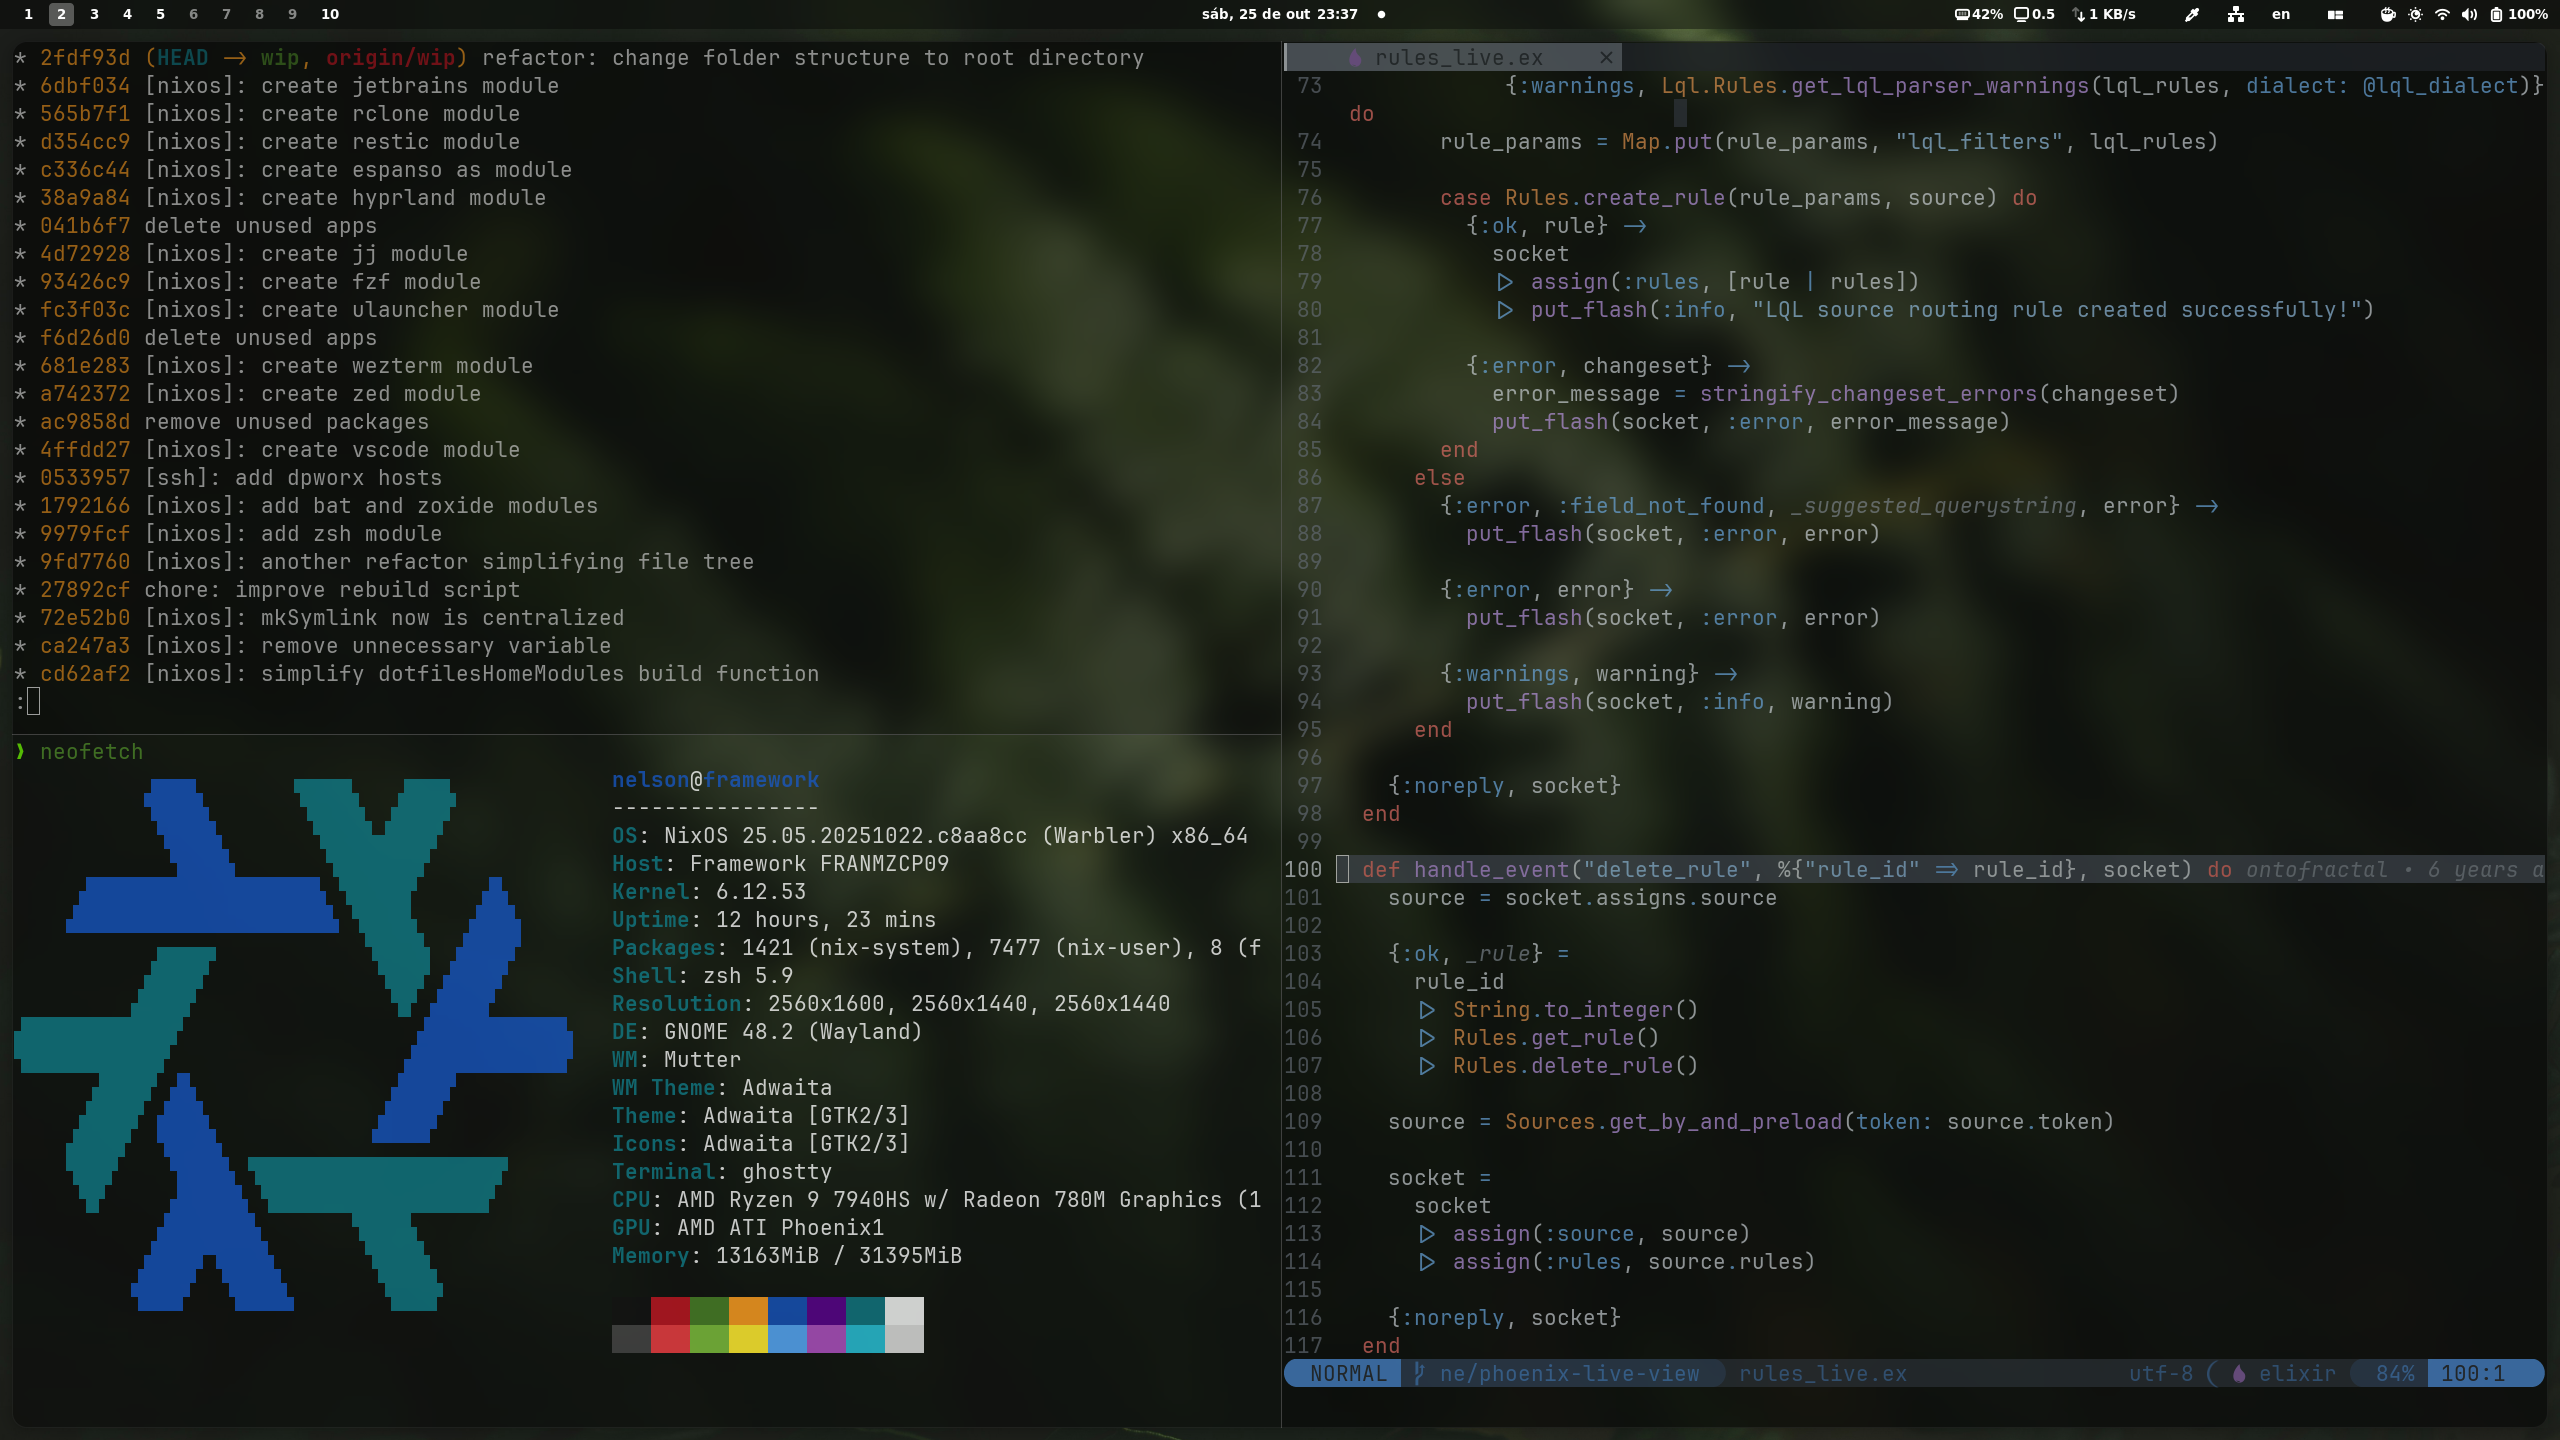 1 2 3 4 5 6 7 8 9 10
sáb, 25 de out 23:37
42% 0.5 1 KB/s en 100%
* 2fdf93d (HEAD -> wip, origin/wip) refactor: change folder structure to root directory
* 6dbf034 [nixos]: create jetbrains module
* 565b7f1 [nixos]: create rclone module
* d354cc9 [nixos]: create restic module
* c336c44 [nixos]: create espanso as module
* 38a9a84 [nixos]: create hyprland module
* 041b6f7 delete unused apps
* 4d72928 [nixos]: create jj module
* 93426c9 [nixos]: create fzf module
* fc3f03c [nixos]: create ulauncher module
* f6d26d0 delete unused apps
* 681e283 [nixos]: create wezterm module
* a742372 [nixos]: create zed module
* ac9858d remove unused packages
* 4ffdd27 [nixos]: create vscode module
* 0533957 [ssh]: add dpworx hosts
* 1792166 [nixos]: add bat and zoxide modules
* 9979fcf [nixos]: add zsh module
* 9fd7760 [nixos]: another refactor simplifying file tree
* 27892cf chore: improve rebuild script
* 72e52b0 [nixos]: mkSymlink now is centralized
* ca247a3 [nixos]: remove unnecessary variable
* cd62af2 [nixos]: simplify dotfilesHomeModules build function
:
❯ neofetch
nelson@framework
----------------
OS: NixOS 25.05.20251022.c8aa8cc (Warbler) x86_64
Host: Framework FRANMZCP09
Kernel: 6.12.53
Uptime: 12 hours, 23 mins
Packages: 1421 (nix-system), 7477 (nix-user), 8 (f
Shell: zsh 5.9
Resolution: 2560x1600, 2560x1440, 2560x1440
DE: GNOME 48.2 (Wayland)
WM: Mutter
WM Theme: Adwaita
Theme: Adwaita [GTK2/3]
Icons: Adwaita [GTK2/3]
Terminal: ghostty
CPU: AMD Ryzen 9 7940HS w/ Radeon 780M Graphics (1
GPU: AMD ATI Phoenix1
Memory: 13163MiB / 31395MiB
rules_live.ex ×
73 {:warnings, Lql.Rules.get_lql_parser_warnings(lql_rules, dialect: @lql_dialect)}
do
74 rule_params = Map.put(rule_params, "lql_filters", lql_rules)
75
76 case Rules.create_rule(rule_params, source) do
77 {:ok, rule} ->
78 socket
79 |> assign(:rules, [rule | rules])
80 |> put_flash(:info, "LQL source routing rule created successfully!")
81
82 {:error, changeset} ->
83 error_message = stringify_changeset_errors(changeset)
84 put_flash(socket, :error, error_message)
85 end
86 else
87 {:error, :field_not_found, _suggested_querystring, error} ->
88 put_flash(socket, :error, error)
89
90 {:error, error} ->
91 put_flash(socket, :error, error)
92
93 {:warnings, warning} ->
94 put_flash(socket, :info, warning)
95 end
96
97 {:noreply, socket}
98 end
99
100 def handle_event("delete_rule", %{"rule_id" => rule_id}, socket) do ontofractal • 6 years a
101 source = socket.assigns.source
102
103 {:ok, _rule} =
104 rule_id
105 |> String.to_integer()
106 |> Rules.get_rule()
107 |> Rules.delete_rule()
108
109 source = Sources.get_by_and_preload(token: source.token)
110
111 socket =
112 socket
113 |> assign(:source, source)
114 |> assign(:rules, source.rules)
115
116 {:noreply, socket}
117 end
NORMAL ne/phoenix-live-view rules_live.ex utf-8 elixir 84% 100:1